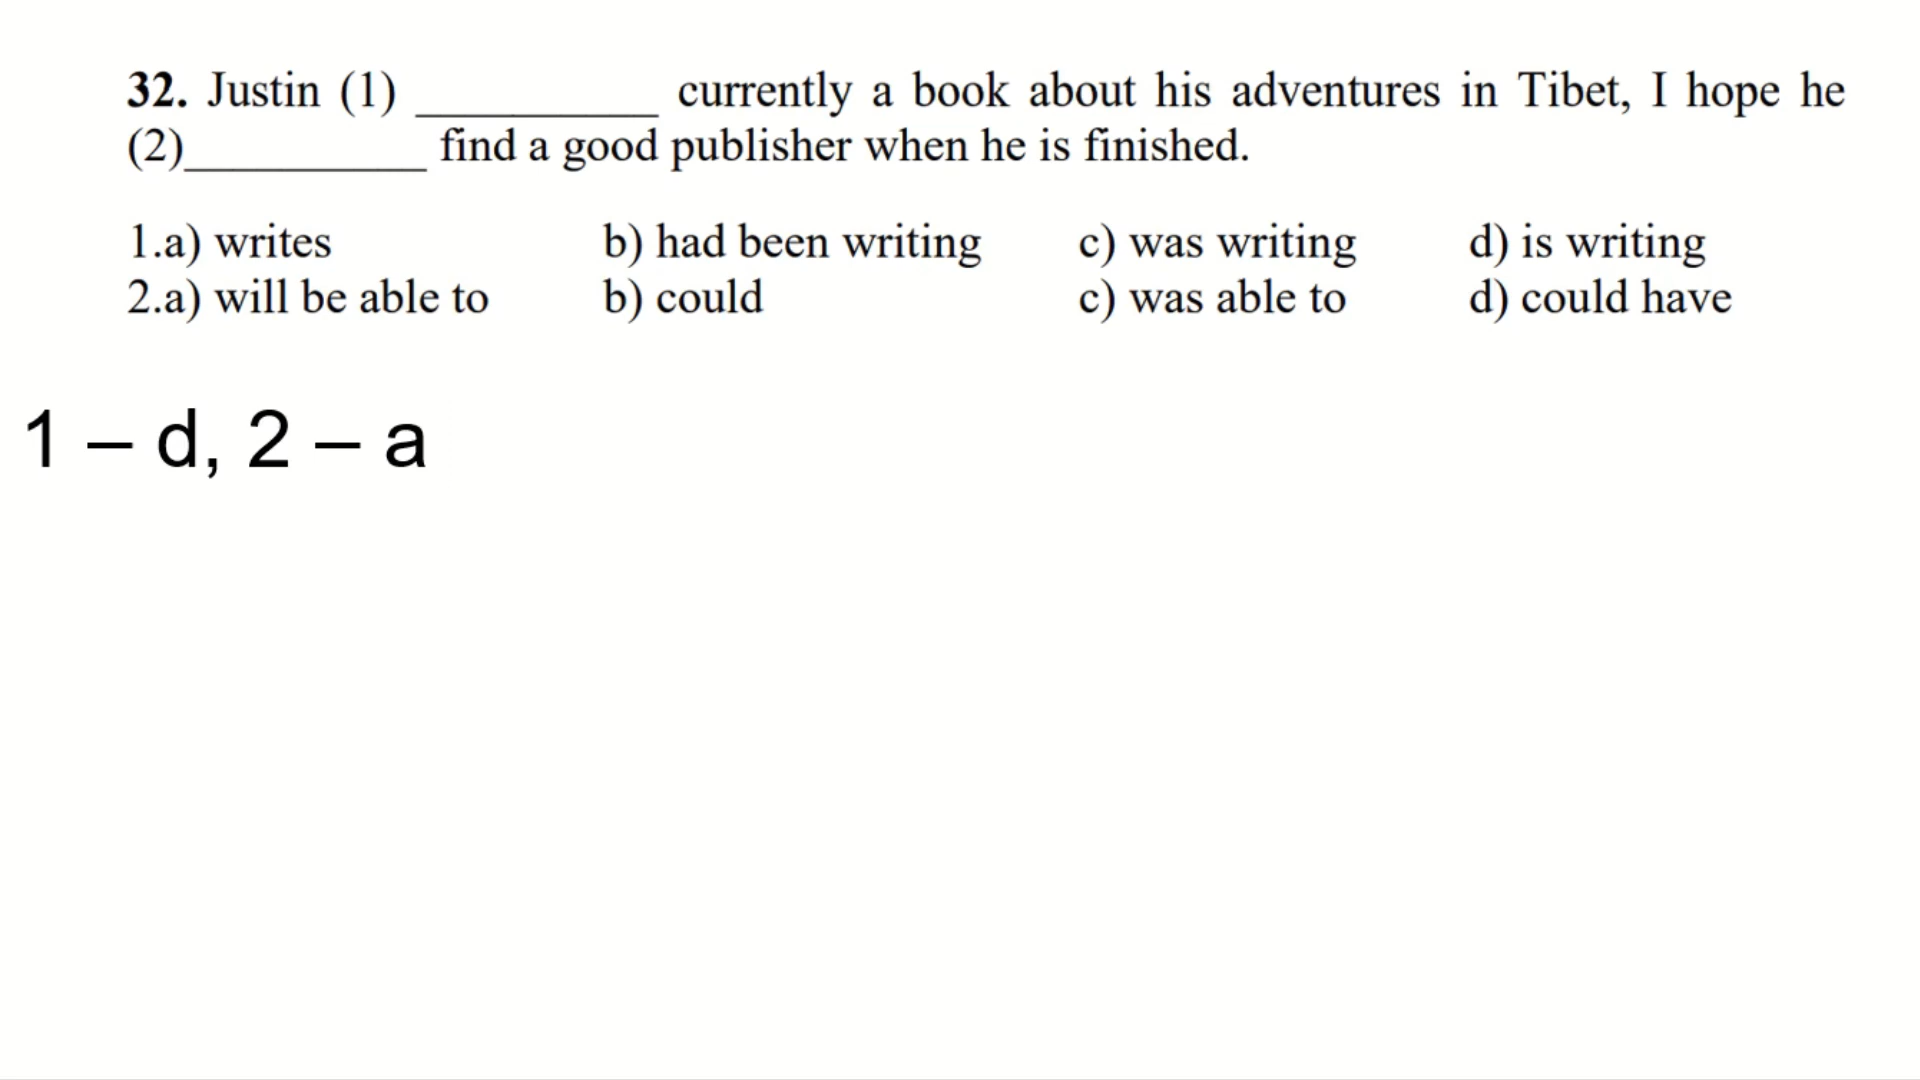 32. Justin (1) __________ currently a book about his adventures in Tibet, I hope he
(2)__________ find a good publisher when he is finished.
1.a) writes b) had been writing c) was writing d) is writing
2.a) will be able to b) could c) was able to d) could have
1 – d, 2 – a